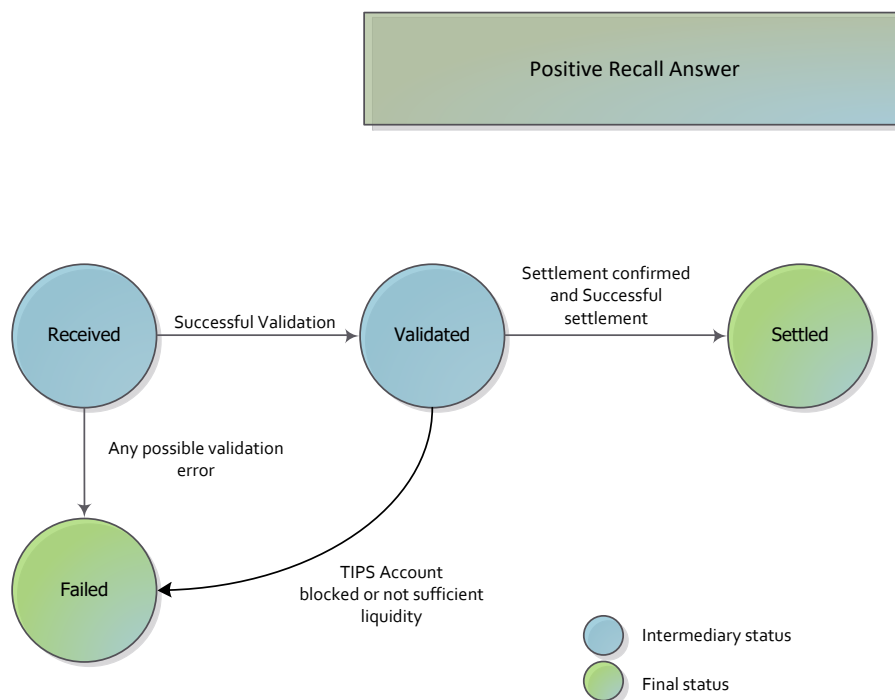 Positive Recall Answer
Received
Successful Validation
Validated
Settlement confirmed
and Successful
settlement
Settled
Any possible validation
error
Failed
TIPS Account
blocked or not sufficient
liquidity
Intermediary status
Final status